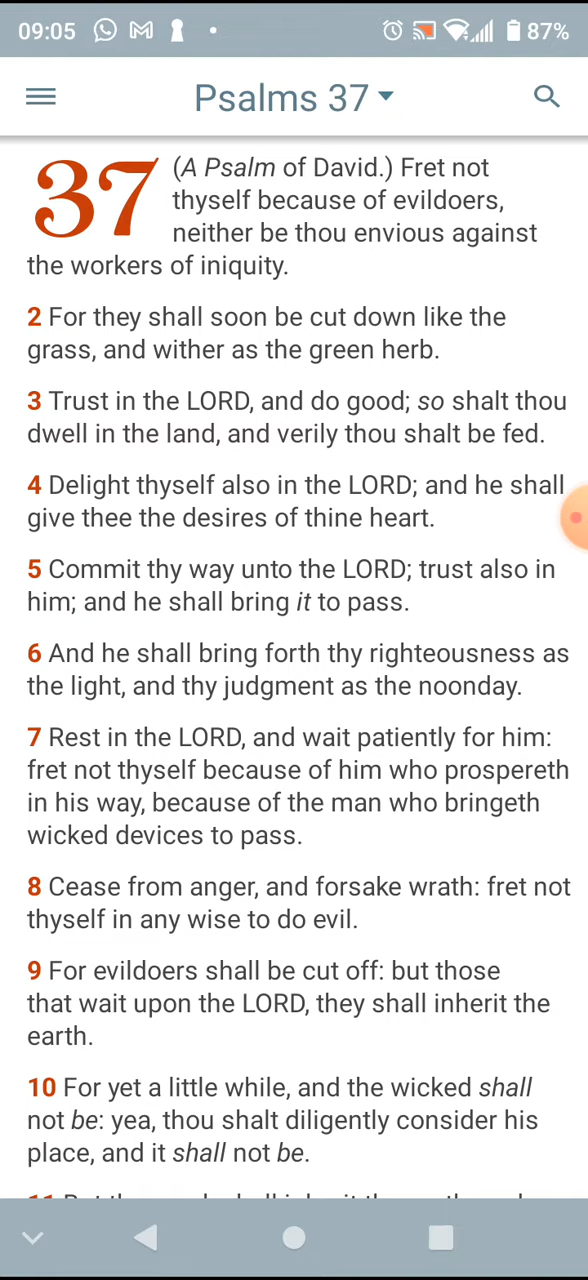 09:05 87%
Psalms 37
37 (A Psalm of David.) Fret not
thyself because of evildoers,
neither be thou envious against
the workers of iniquity.
2 For they shall soon be cut down like the
grass, and wither as the green herb.
3 Trust in the LORD, and do good; so shalt thou
dwell in the land, and verily thou shalt be fed.
4 Delight thyself also in the LORD; and he shall
give thee the desires of thine heart.
5 Commit thy way unto the LORD; trust also in
him; and he shall bring it to pass.
6 And he shall bring forth thy righteousness as
the light, and thy judgment as the noonday.
7 Rest in the LORD, and wait patiently for him:
fret not thyself because of him who prospereth
in his way, because of the man who bringeth
wicked devices to pass.
8 Cease from anger, and forsake wrath: fret not
thyself in any wise to do evil.
9 For evildoers shall be cut off: but those
that wait upon the LORD, they shall inherit the
earth.
10 For yet a little while, and the wicked shall
not be: yea, thou shalt diligently consider his
place, and it shall not be.